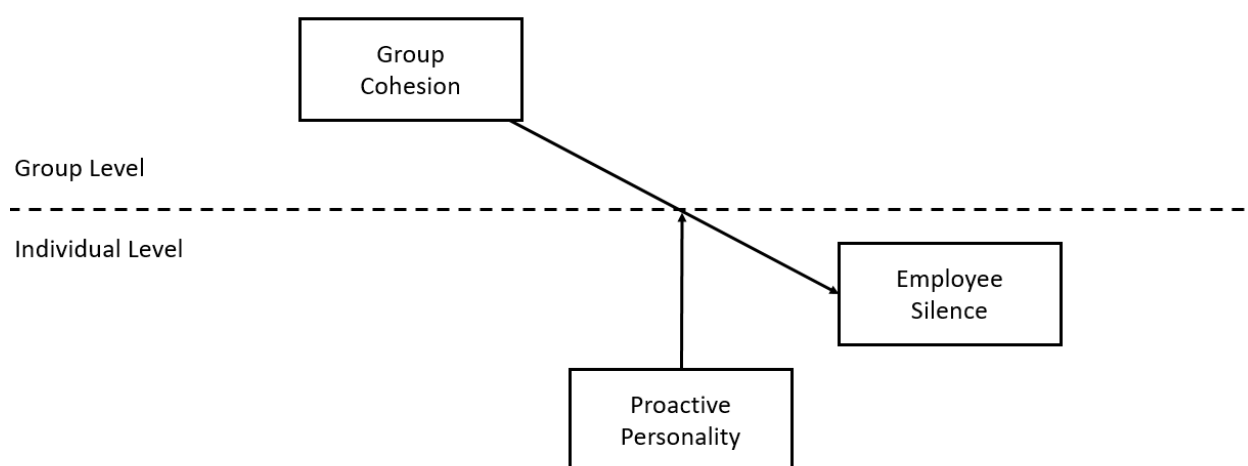 Group
Cohesion
Group Level
Individual Level
Employee
Silence
Proactive
Personality